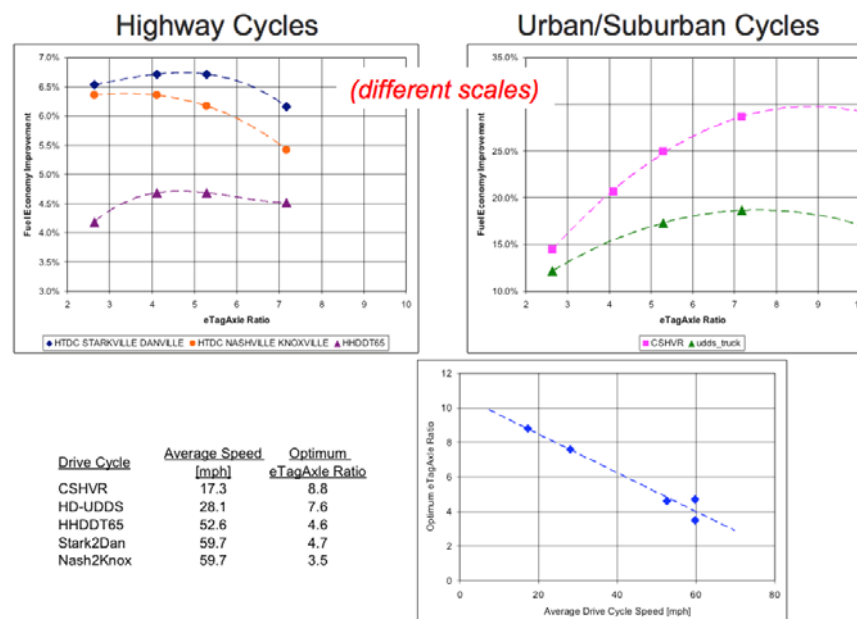 Highway Cycles
Urban/Suburban Cycles
(different scales)
Fuel Economy Improvement
7.0%
6.5%
6.0%
5.5%
5.0%
4.5%
4.0%
3.5%
3.0%
2 3 4 5 6 7 8 9 10
eTagAxle Ratio
HTDC STARKVILLE DANVILLE HTDC NASHVILLE KNOXVILLE HHDDT65
Fuel Economy Improvement
35.0%
25.0%
20.0%
15.0%
10.0%
2 3 4 5 6 7 8 9
eTagAxle Ratio
CSHVR udds_truck
Drive Cycle Average Speed [mph] Optimum eTagAxle Ratio
CSHVR 17.3 8.8
HD-UDDS 28.1 7.6
HHDDT65 52.6 4.6
Stark2Dan 59.7 4.7
Nash2Knox 59.7 3.5
Optimum eTagAxle Ratio
12
10
8
6
4
2
0
0 20 40 60 80
Average Drive Cycle Speed [mph]